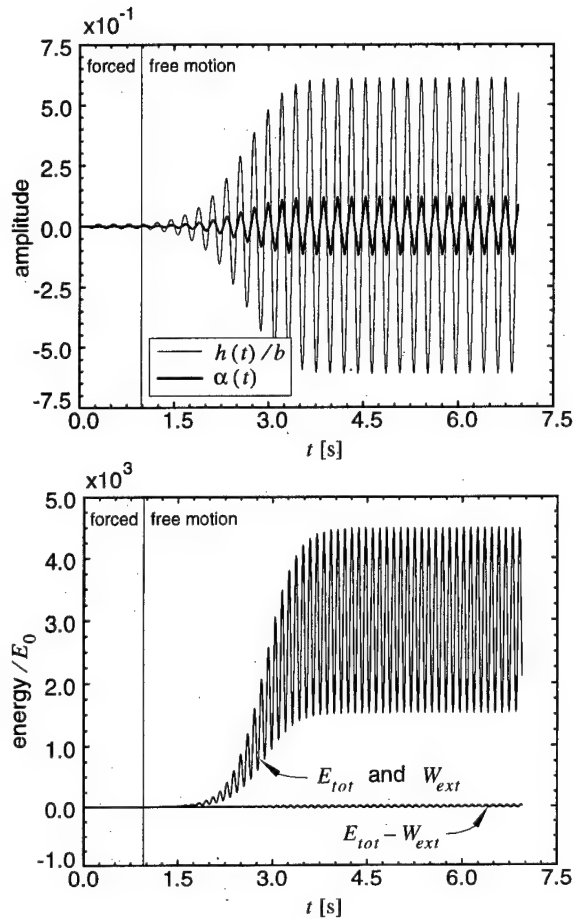 x10⁻¹
7.5
forced free motion
5.0
2.5
0.0
-2.5
-5.0
-7.5
amplitude
h(t)/b
α(t)
0.0 1.5 3.0 4.5 6.0 7.5
t [s]
x10³
5.0
forced free motion
4.0
3.0
2.0
1.0
0.0
-1.0
energy/E₀
E_tot and W_ext
E_tot − W_ext
0.0 1.5 3.0 4.5 6.0 7.5
t [s]